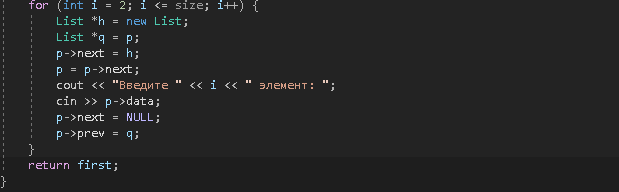 for (int i = 2; i <= size; i++) {
List *h = new List;
List *q = p;
p->next = h;
p = p->next;
cout << "Введите " << i << " элемент: ";
cin >> p->data;
p->next = NULL;
p->prev = q;
}
return first;
}